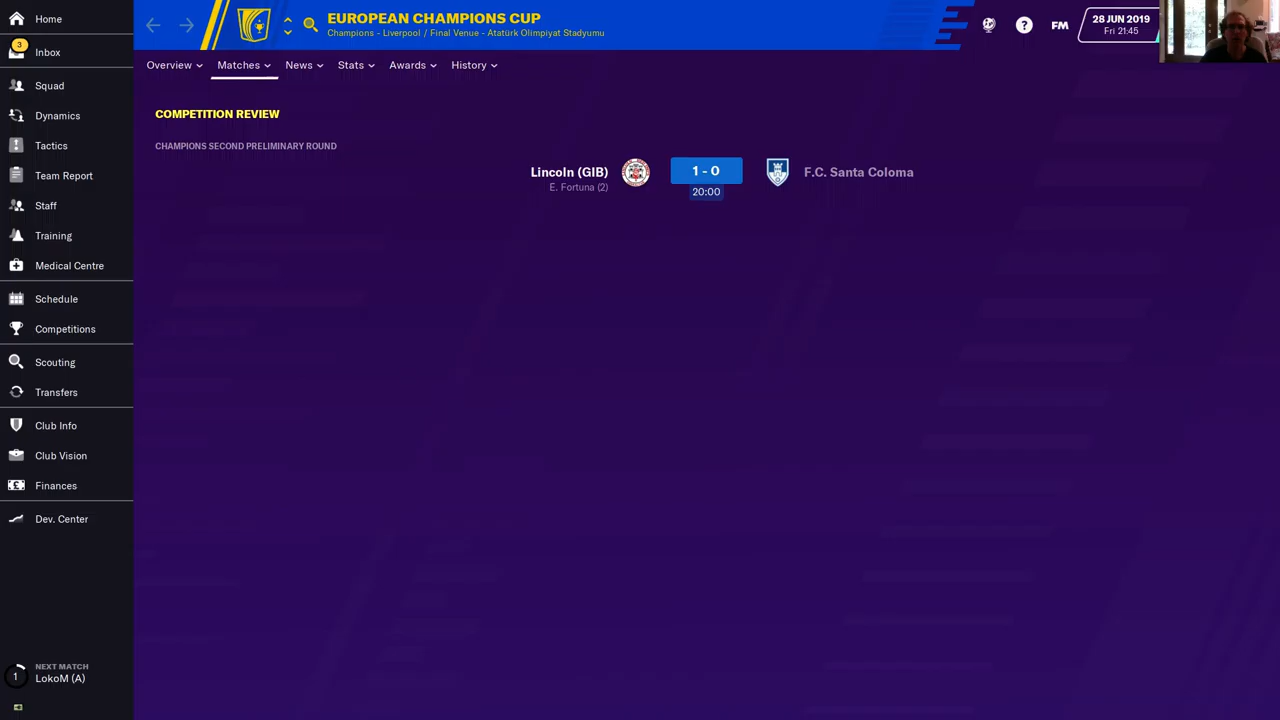 Home
EUROPEAN CHAMPIONS CUP
Champions - Liverpool / Final Venue - Atatürk Olimpiyat Stadyumu
FM
28 JUN 2019
Fri 21:45
3
Inbox
Overview
Matches
News
Stats
Awards
History
Squad
Dynamics
Tactics
Team Report
Staff
Training
Medical Centre
Schedule
Competitions
Scouting
Transfers
Club Info
Club Vision
Finances
Dev. Center
COMPETITION REVIEW
CHAMPIONS SECOND PRELIMINARY ROUND
Lincoln (GIB)
1 - 0
F.C. Santa Coloma
E. Fortuna (2)
20:00
1
NEXT MATCH
LokoM (A)